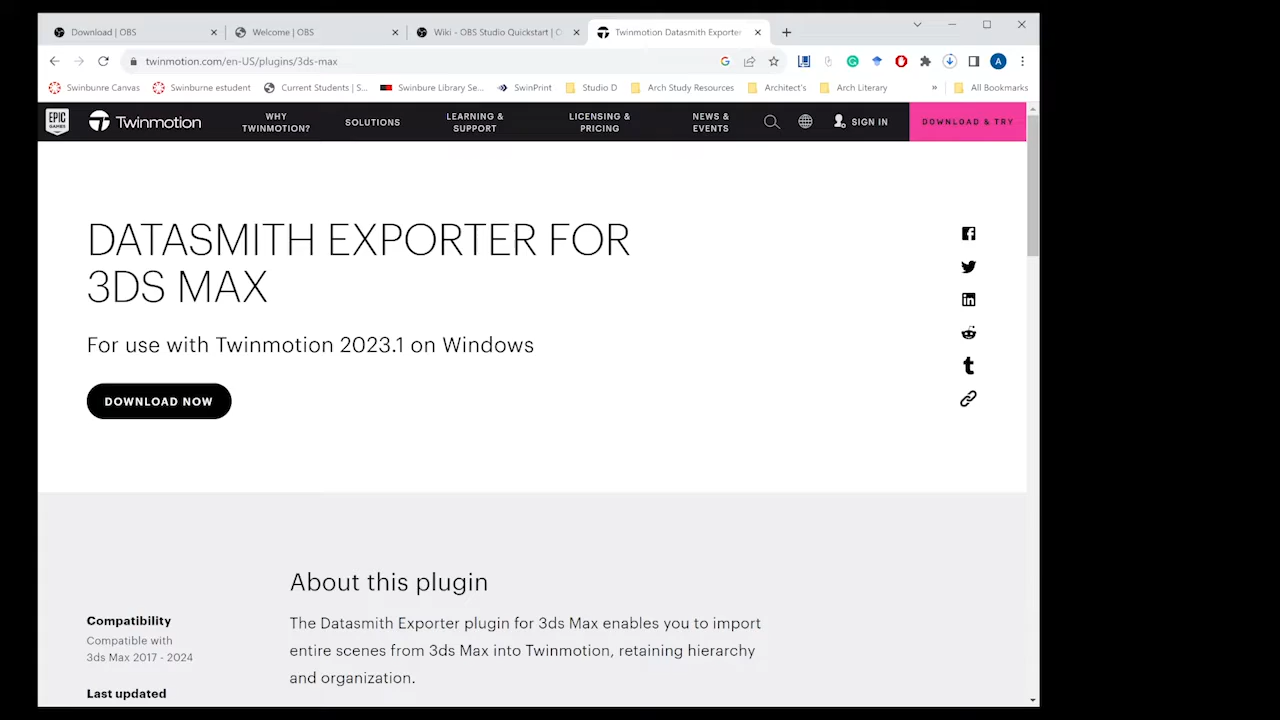 Download | OBS
Welcome | OBS
Wiki - OBS Studio Quickstart | O
Twinmotion Datasmith Exporter
twinmotion.com/en-US/plugins/3ds-max
A
Swinbunre Canvas
Swinburne estudent
Current Students | S...
Swinbure Library Se...
SwinPrint
Studio D
Arch Study Resources
Architect's
Arch Literary
»
All Bookmarks
EPIC GAMES
Twinmotion
WHY
TWINMOTION?
SOLUTIONS
LEARNING &
SUPPORT
LICENSING &
PRICING
NEWS &
EVENTS
SIGN IN
DOWNLOAD & TRY
DATASMITH EXPORTER FOR
3DS MAX
For use with Twinmotion 2023.1 on Windows
DOWNLOAD NOW
About this plugin
Compatibility
Compatible with
3ds Max 2017 - 2024
Last updated
The Datasmith Exporter plugin for 3ds Max enables you to import
entire scenes from 3ds Max into Twinmotion, retaining hierarchy
and organization.